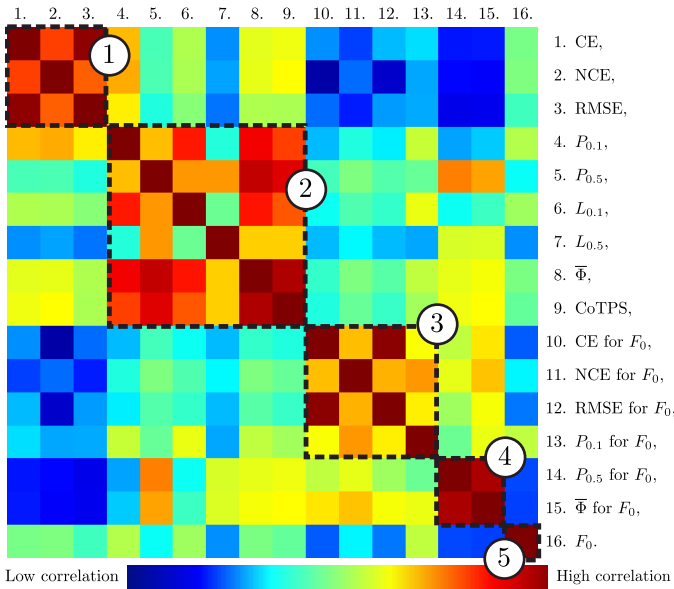 1. 2. 3. 4. 5. 6. 7. 8. 9. 10. 11. 12. 13. 14. 15. 16.
1. CE,
2. NCE,
3. RMSE,
4. P₀.₁,
5. P₀.₅,
6. L₀.₁,
7. L₀.₅,
8. Φ̅,
9. CoTPS,
10. CE for F₀,
11. NCE for F₀,
12. RMSE for F₀,
13. P₀.₁ for F₀,
14. P₀.₅ for F₀,
15. Φ̅ for F₀,
16. F₀.
1
2
3
4
5
Low correlation
High correlation